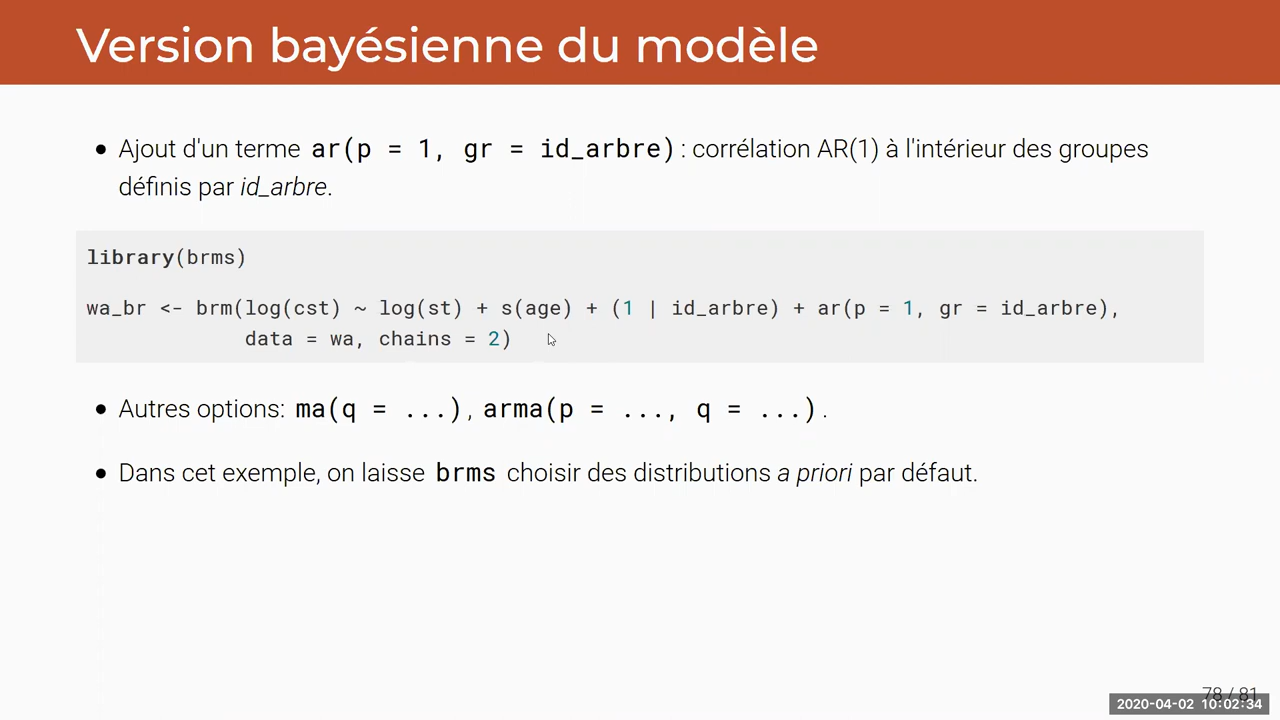 Version bayésienne du modèle
• Ajout d'un terme ar(p = 1, gr = id_arbre) : corrélation AR(1) à l'intérieur des groupes
définis par id_arbre.
library(brms)
wa_br <- brm(log(cst) ~ log(st) + s(age) + (1 | id_arbre) + ar(p = 1, gr = id_arbre),
data = wa, chains = 2)
• Autres options: ma(q = ...), arma(p = ..., q = ...).
• Dans cet exemple, on laisse brms choisir des distributions a priori par défaut.
78 / 81
2020-04-02 10:02:34